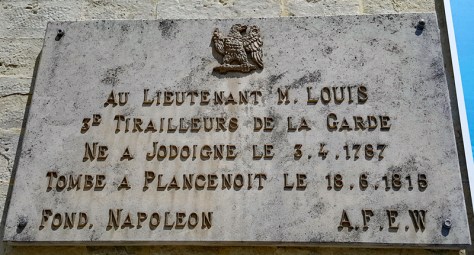 AU LIEUTENANT M. LOUIS
3E TIRAILLEURS DE LA GARDE
NE A JODOIGNE LE 3.4.1787
TOMBE A PLANCENOIT LE 18.6.1815
FOND. NAPOLEON A.F.E.W